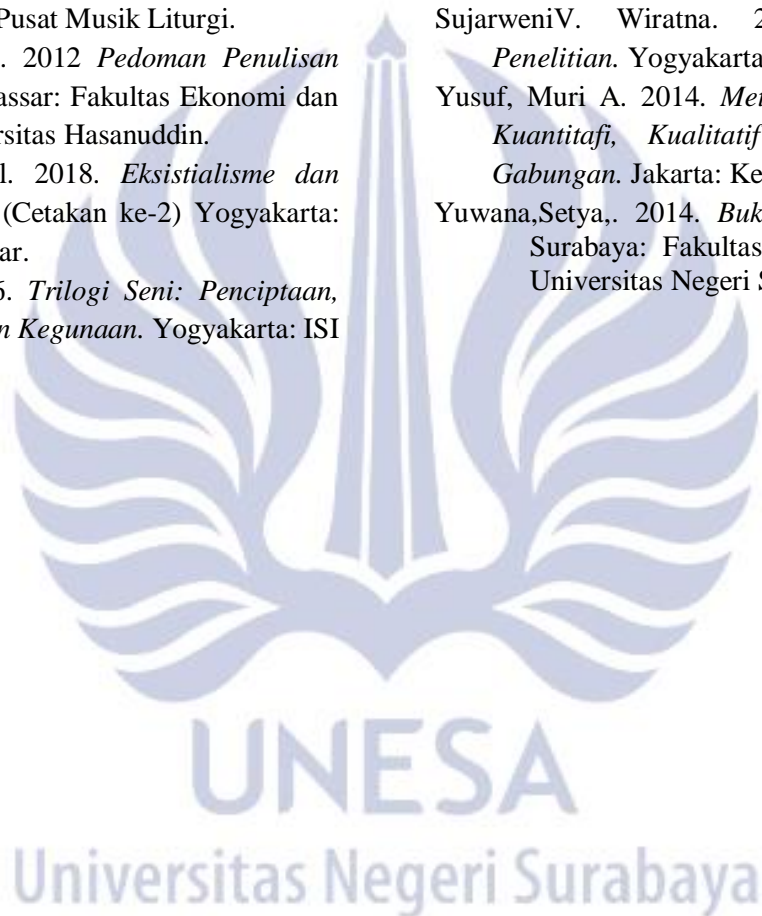 Pusat Musik Liturgi.
. 2012 Pedoman Penulisan
assar: Fakultas Ekonomi dan
rsitas Hasanuddin.
l. 2018. Eksistialisme dan
(Cetakan ke-2) Yogyakarta:
ar.
6. Trilogi Seni: Penciptaan,
n Kegunaan. Yogyakarta: ISI
SujarweniV. Wiratna. 2
Penelitian. Yogyakarta
Yusuf, Muri A. 2014. Met
Kuantitafi, Kualitatif
Gabungan. Jakarta: Ke
Yuwana,Setya,. 2014. Buk
Surabaya: Fakultas
Universitas Negeri S
UNESA
Universitas Negeri Surabaya